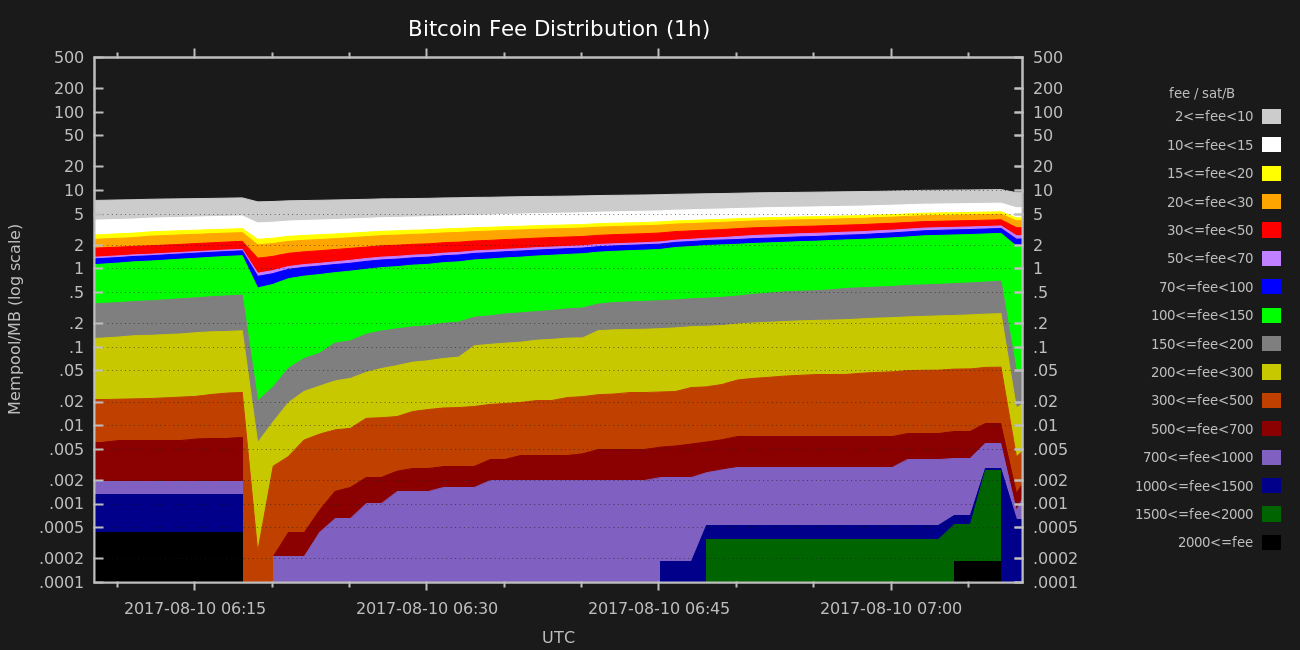 Bitcoin Fee Distribution (1h)
500
200
100
50
20
10
5
2
1
.5
.2
.1
.05
.02
.01
.005
.002
.001
.0005
.0002
.0001
Mempool/MB (log scale)
500
200
100
50
20
10
5
2
1
.5
.2
.1
.05
.02
.01
.005
.002
.001
.0005
.0002
.0001
2017-08-10 06:15
2017-08-10 06:30
2017-08-10 06:45
2017-08-10 07:00
UTC
fee / sat/B
2<=fee<10
10<=fee<15
15<=fee<20
20<=fee<30
30<=fee<50
50<=fee<70
70<=fee<100
100<=fee<150
150<=fee<200
200<=fee<300
300<=fee<500
500<=fee<700
700<=fee<1000
1000<=fee<1500
1500<=fee<2000
2000<=fee